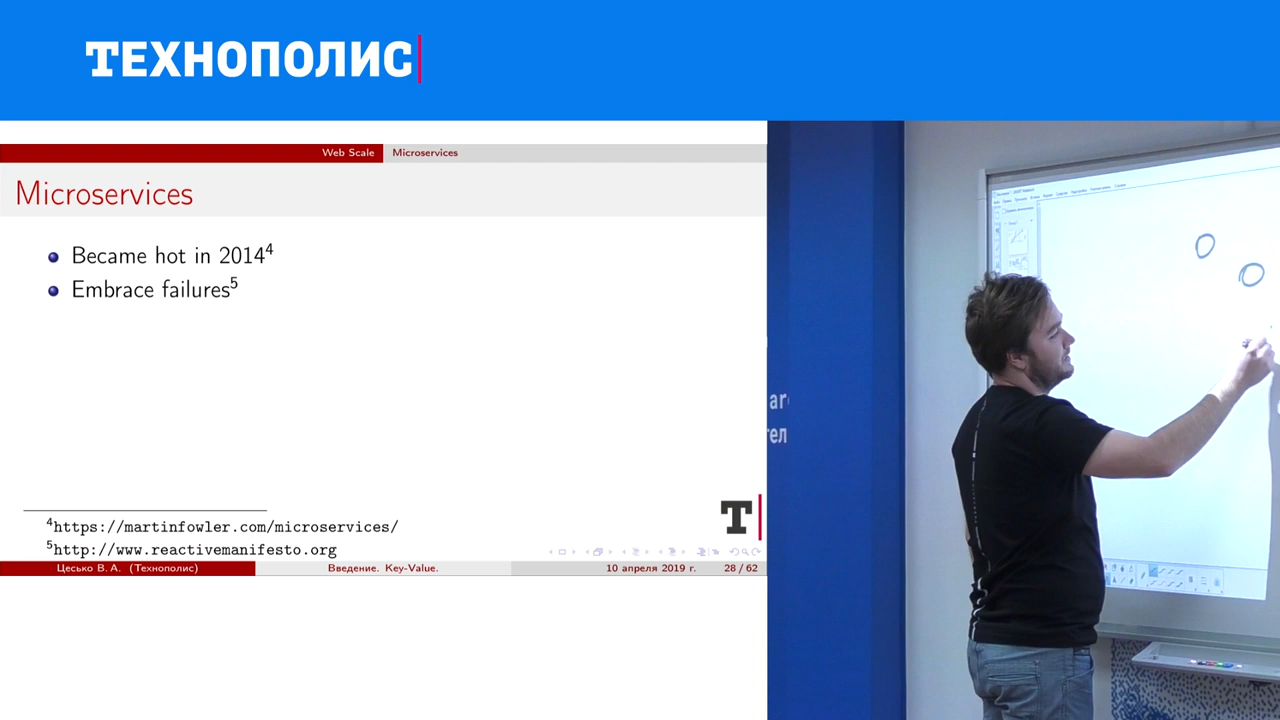 ТЕХНОПОЛИС
Web Scale Microservices
Microservices
Became hot in 2014⁴
Embrace failures⁵
⁴https://martinfowler.com/microservices/
⁵http://www.reactivemanifesto.org
T
Цесько В. А. (Технополис) Введение. Key-Value. 10 апреля 2019 г. 28 / 62